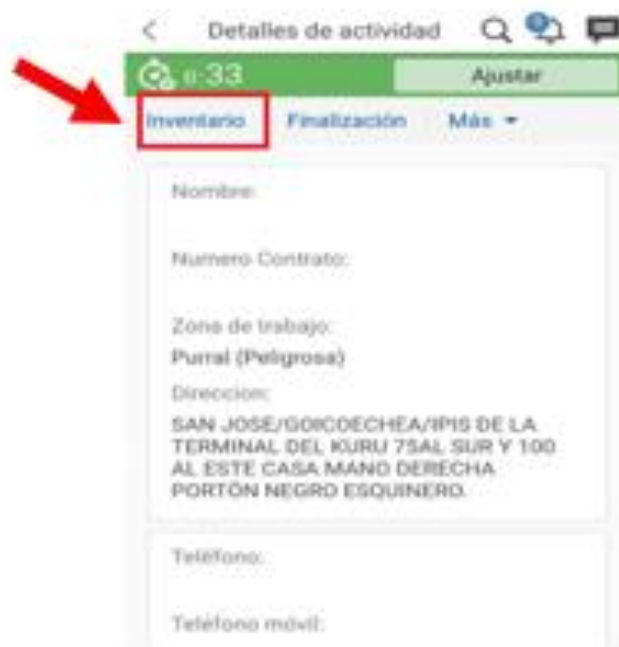 Detalles de actividad
0:33 Ajustar
Inventario Finalización Más
Nombre:
Numero Contrato:
Zona de trabajo:
Purral (Peligrosa)
Direccion:
SAN JOSE/GOICOECHEA/IPIS DE LA
TERMINAL DEL KURU 75AL SUR Y 100
AL ESTE CASA MANO DERECHA
PORTÓN NEGRO ESQUINERO.
Teléfono:
Teléfono móvil: